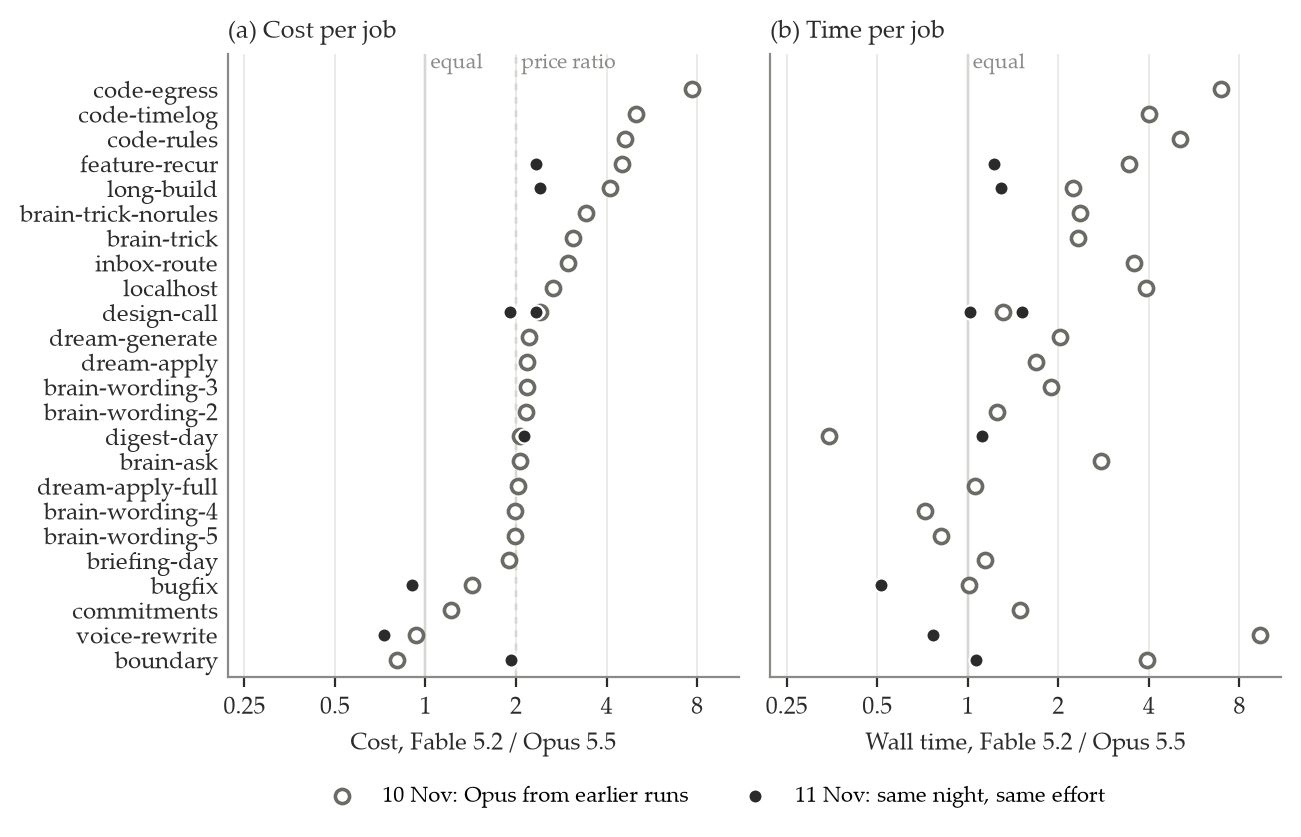 (a) Cost per job
(b) Time per job
equal
price ratio
equal
code-egress
code-timelog
code-rules
feature-recur
long-build
brain-trick-norules
brain-trick
inbox-route
localhost
design-call
dream-generate
dream-apply
brain-wording-3
brain-wording-2
digest-day
brain-ask
dream-apply-full
brain-wording-4
brain-wording-5
briefing-day
bugfix
commitments
voice-rewrite
boundary
0.25 0.5 1 2 4 8
0.25 0.5 1 2 4 8
Cost, Fable 5.2 / Opus 5.5
Wall time, Fable 5.2 / Opus 5.5
10 Nov: Opus from earlier runs
11 Nov: same night, same effort